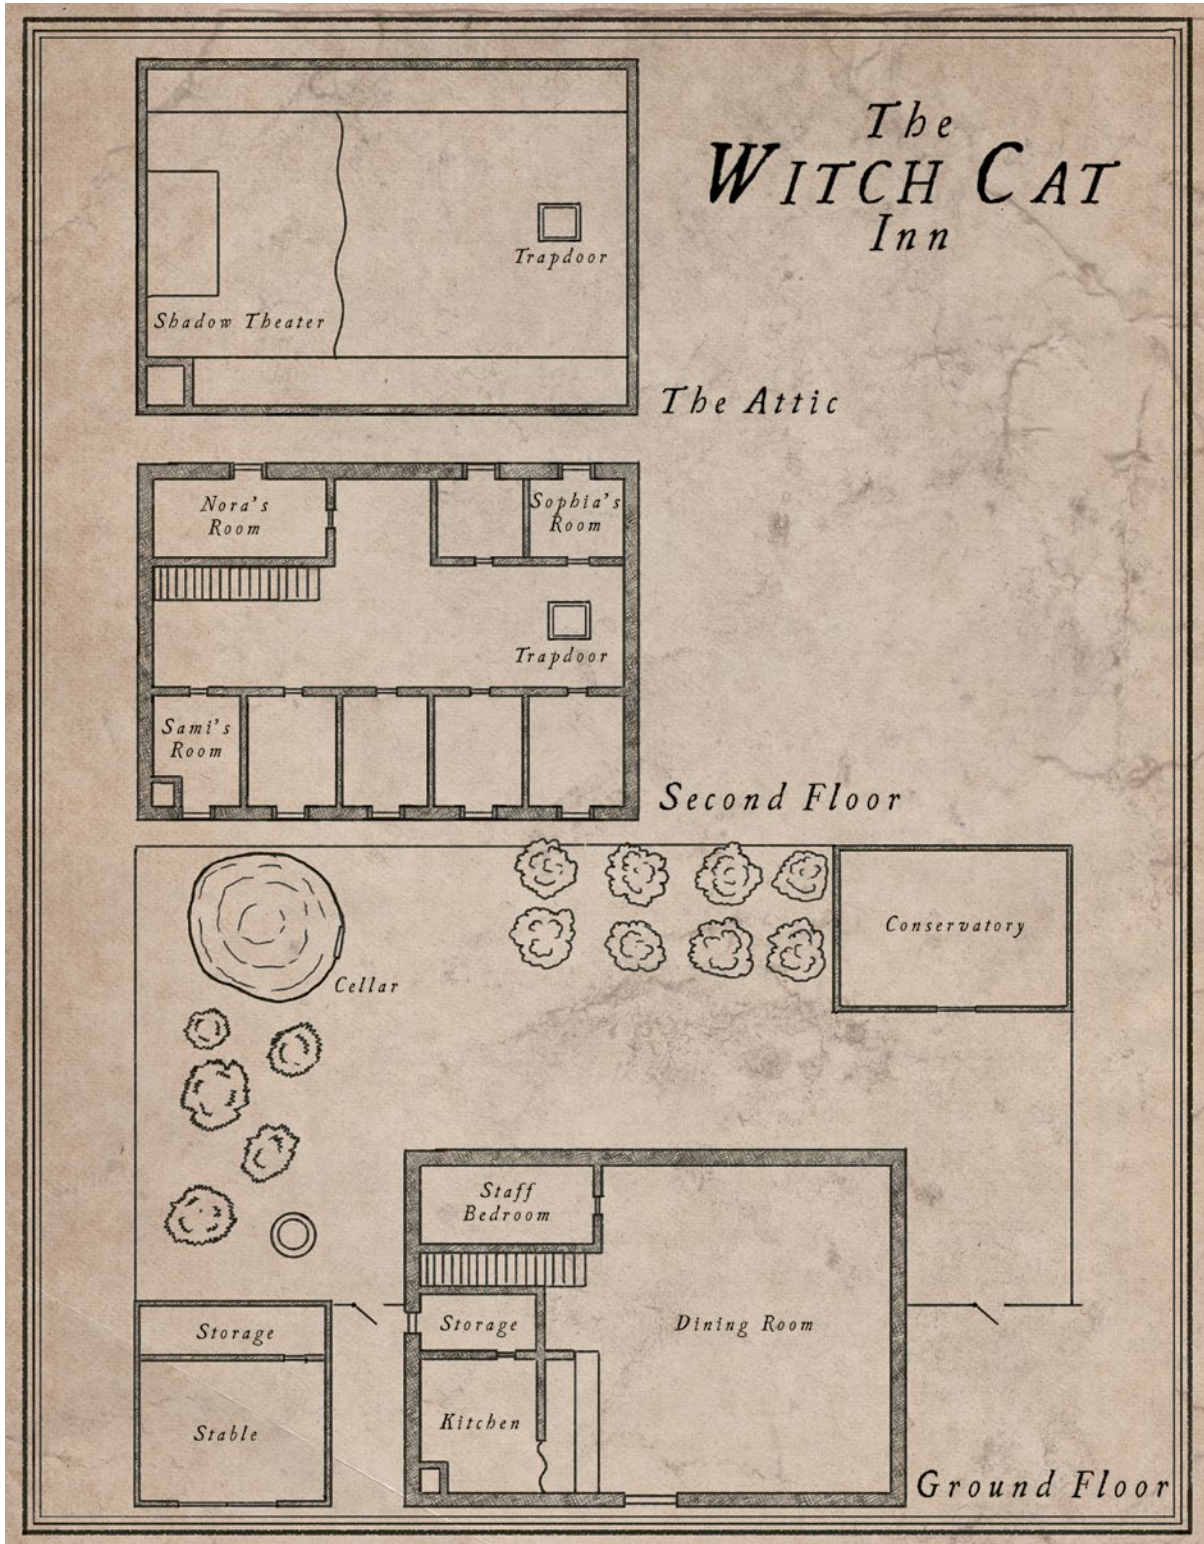 The
WITCH CAT
Inn
Trapdoor
Shadow Theater
The Attic
Nora's
Room
Sophia's
Room
Trapdoor
Sami's
Room
Second Floor
Conservatory
Cellar
Staff
Bedroom
Storage
Storage
Dining Room
Kitchen
Stable
Ground Floor